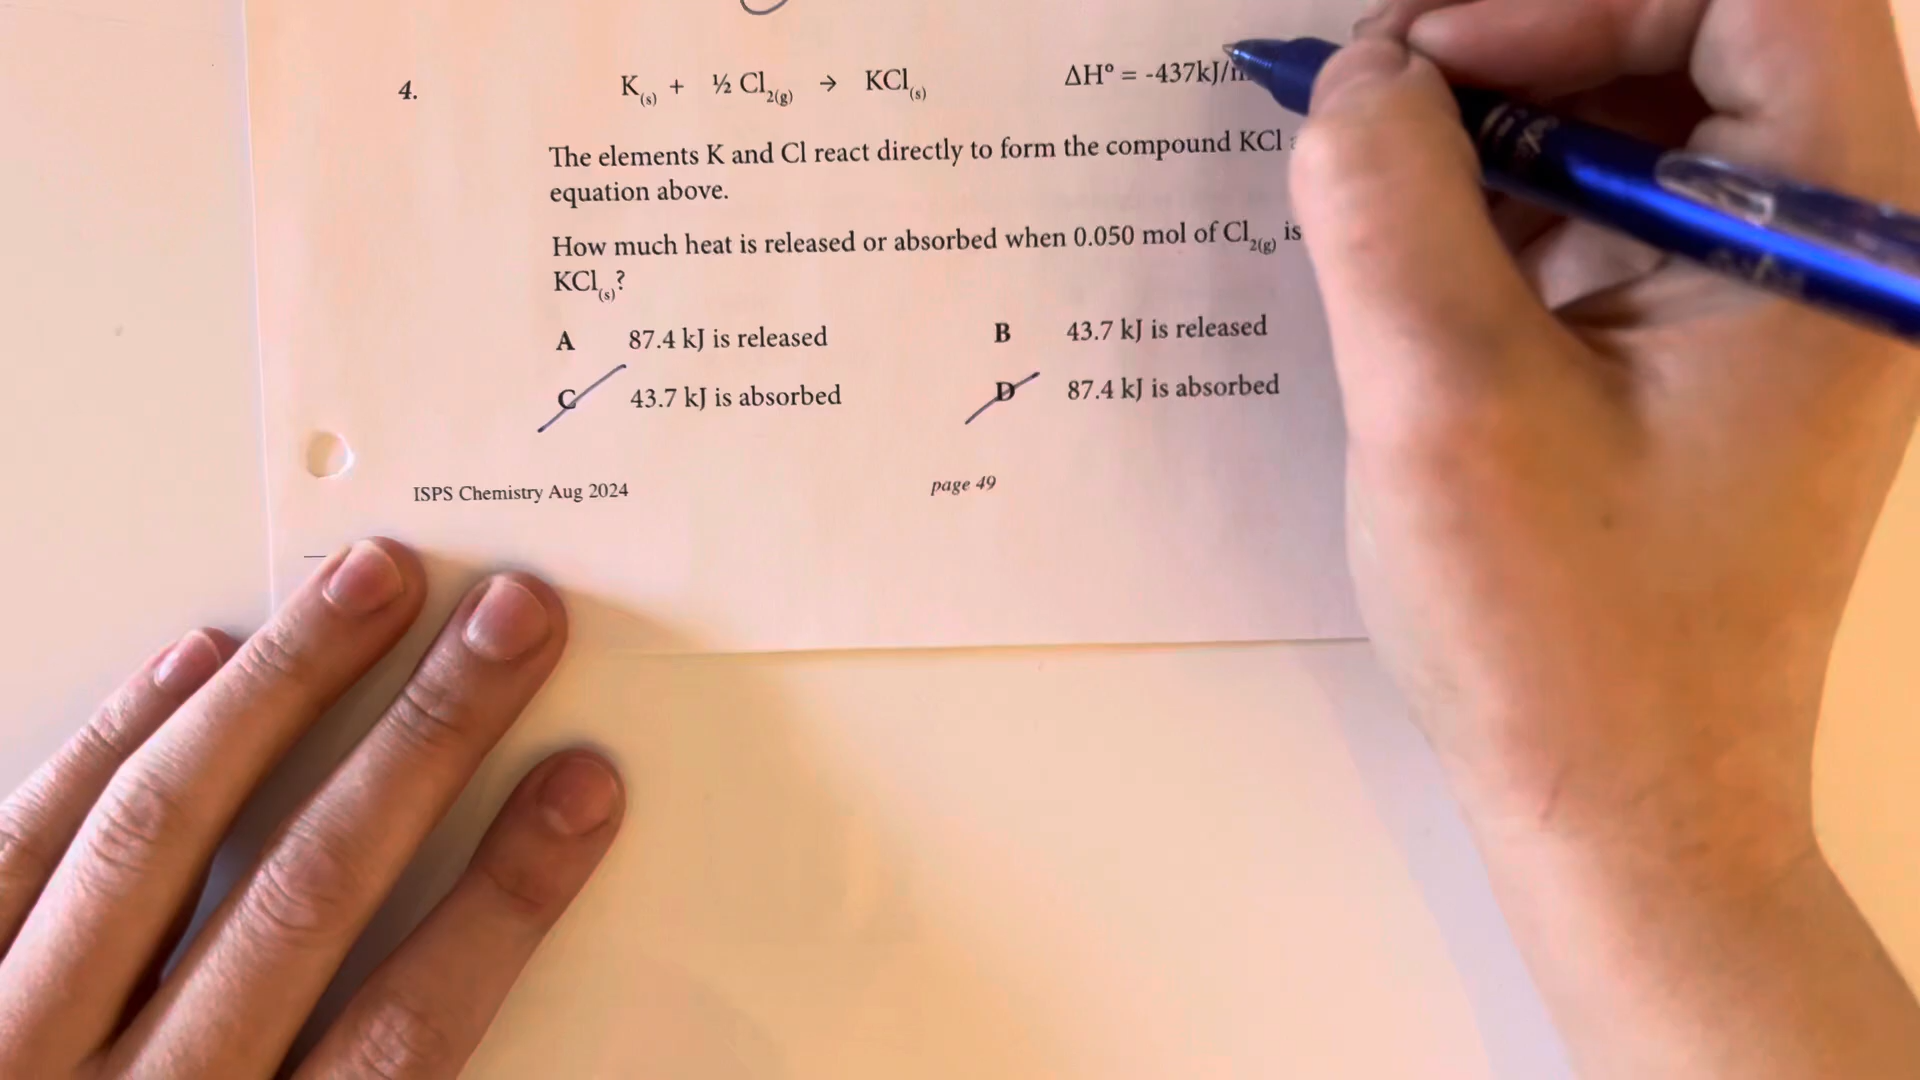 4. K(s) + ½ Cl2(g) → KCl(s) ΔH° = -437kJ/
The elements K and Cl react directly to form the compound KCl
equation above.
How much heat is released or absorbed when 0.050 mol of Cl2(g) is
KCl(s)?
A 87.4 kJ is released B 43.7 kJ is released
C 43.7 kJ is absorbed D 87.4 kJ is absorbed
ISPS Chemistry Aug 2024 page 49